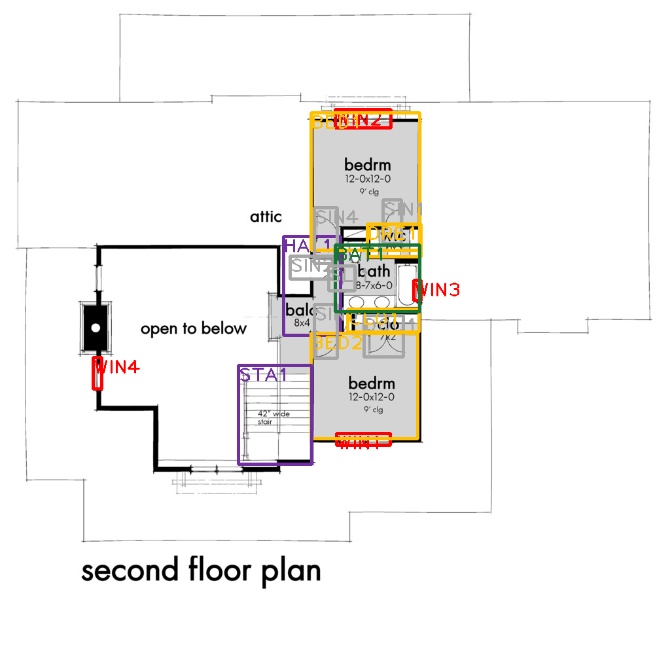 BED1
WIN2
bedrm
12-0x12-0
9' clg
SIN4
SIN1
attic
HAL1
wic
BAT1
SIN2
bath
8-7x6-0
WIN3
open to below
balc
8x4
clo
7x2
BED2
WIN4
STA1
bedrm
12-0x12-0
9' clg
42" wide
stair
WIN1
second floor plan